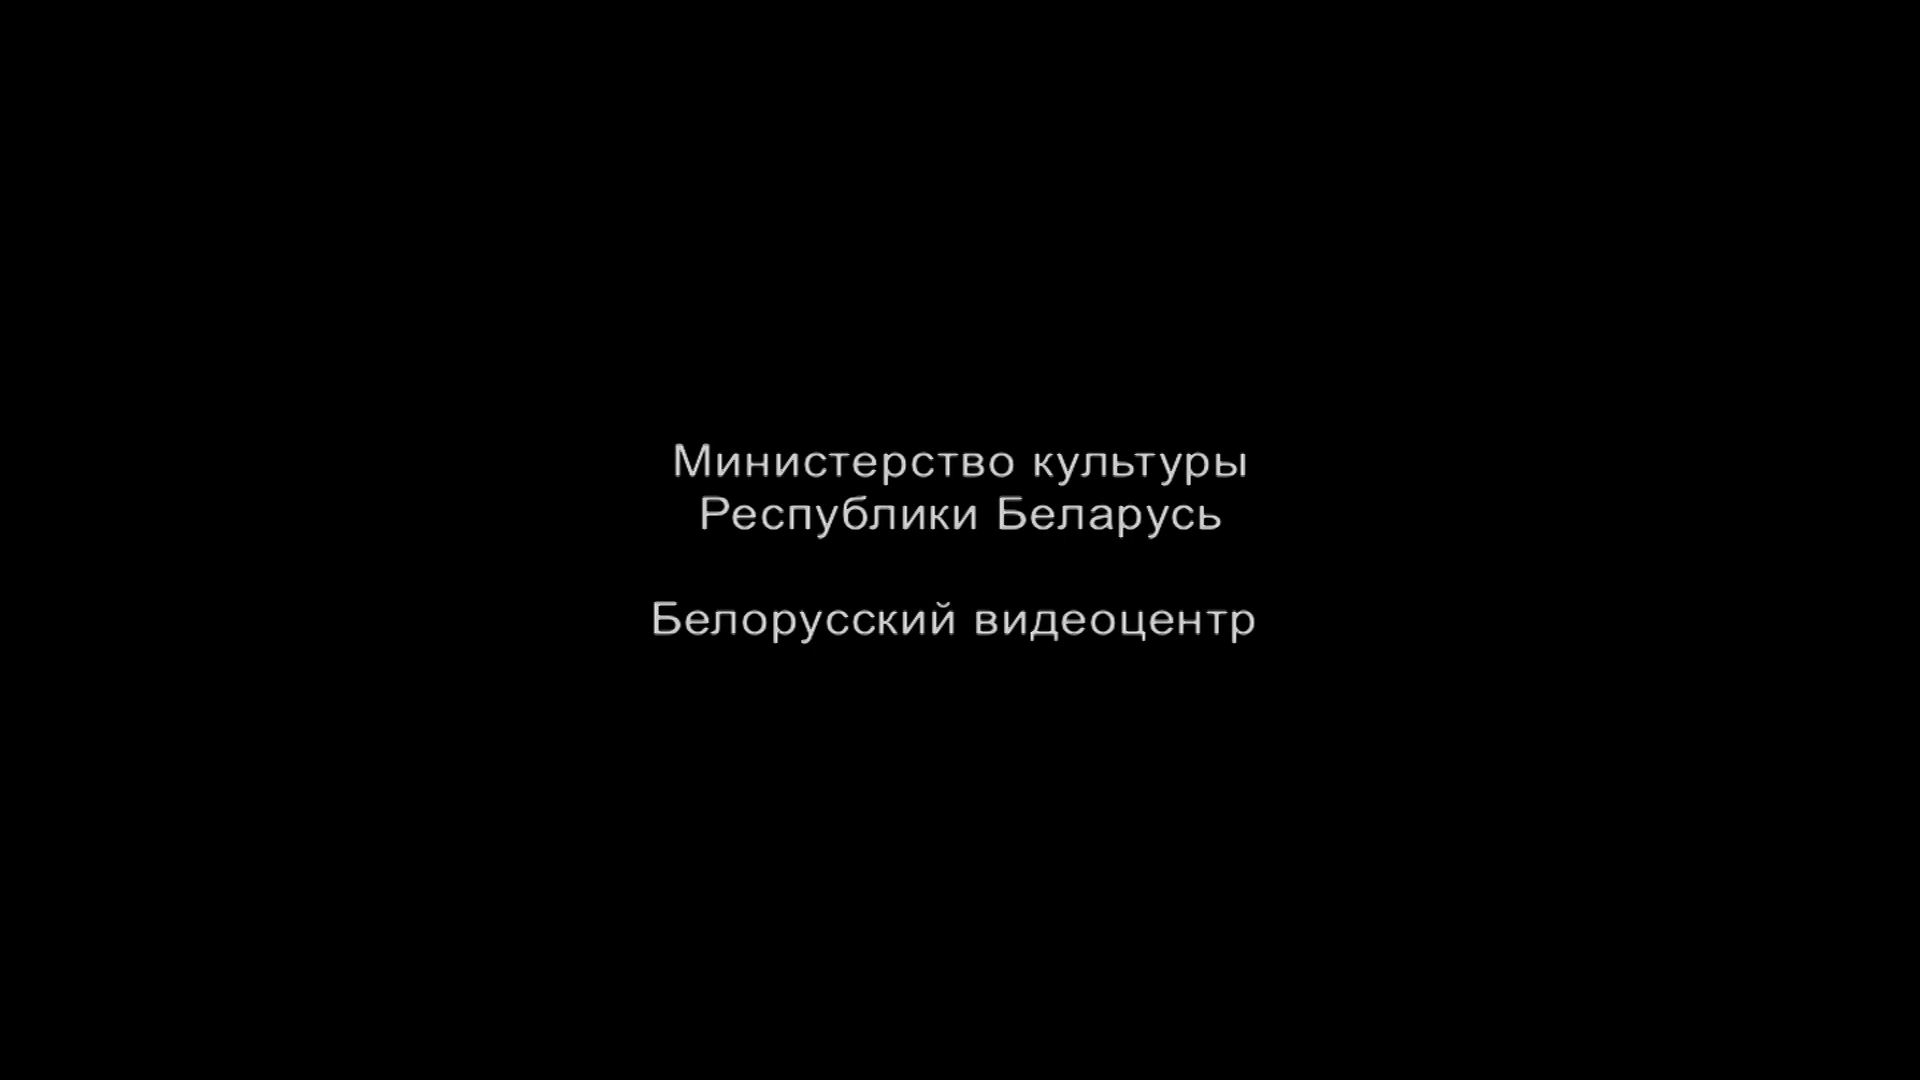 Министерство культуры
Республики Беларусь
Белорусский видеоцентр